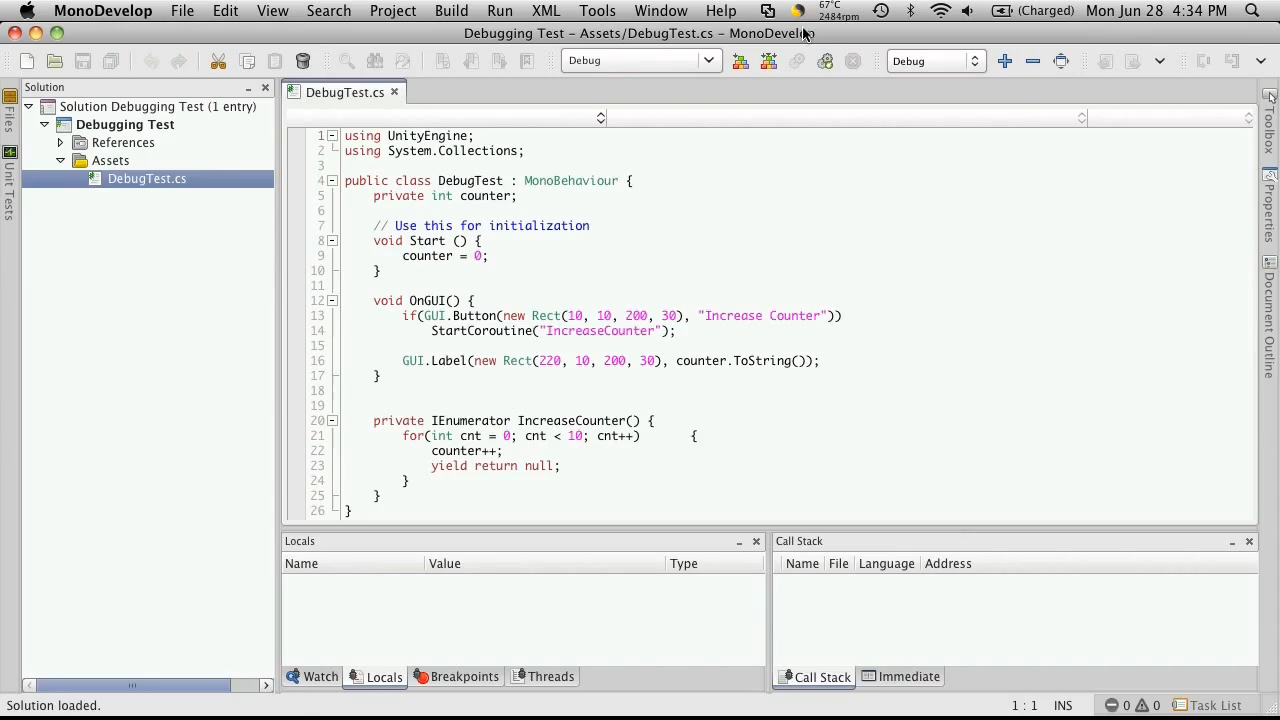 MonoDevelop File Edit View Search Project Build Run XML Tools Window Help 67°C 2484rpm (Charged) Mon Jun 28 4:34 PM
Debugging Test – Assets/DebugTest.cs – MonoDevelop
Debug Debug
Solution
Solution Debugging Test (1 entry)
Debugging Test
References
Assets
DebugTest.cs
Files
Unit Tests
DebugTest.cs
1 using UnityEngine;
2 using System.Collections;
3
4 public class DebugTest : MonoBehaviour {
5 private int counter;
6
7 // Use this for initialization
8 void Start () {
9 counter = 0;
10 }
11
12 void OnGUI() {
13 if(GUI.Button(new Rect(10, 10, 200, 30), "Increase Counter"))
14 StartCoroutine("IncreaseCounter");
15
16 GUI.Label(new Rect(220, 10, 200, 30), counter.ToString());
17 }
18
19
20 private IEnumerator IncreaseCounter() {
21 for(int cnt = 0; cnt < 10; cnt++) {
22 counter++;
23 yield return null;
24 }
25 }
26 }
Toolbox
Properties
Document Outline
Locals
Name Value Type
Watch Locals Breakpoints Threads
Call Stack
Name File Language Address
Call Stack Immediate
Solution loaded. 1 : 1 INS 0 0 Task List